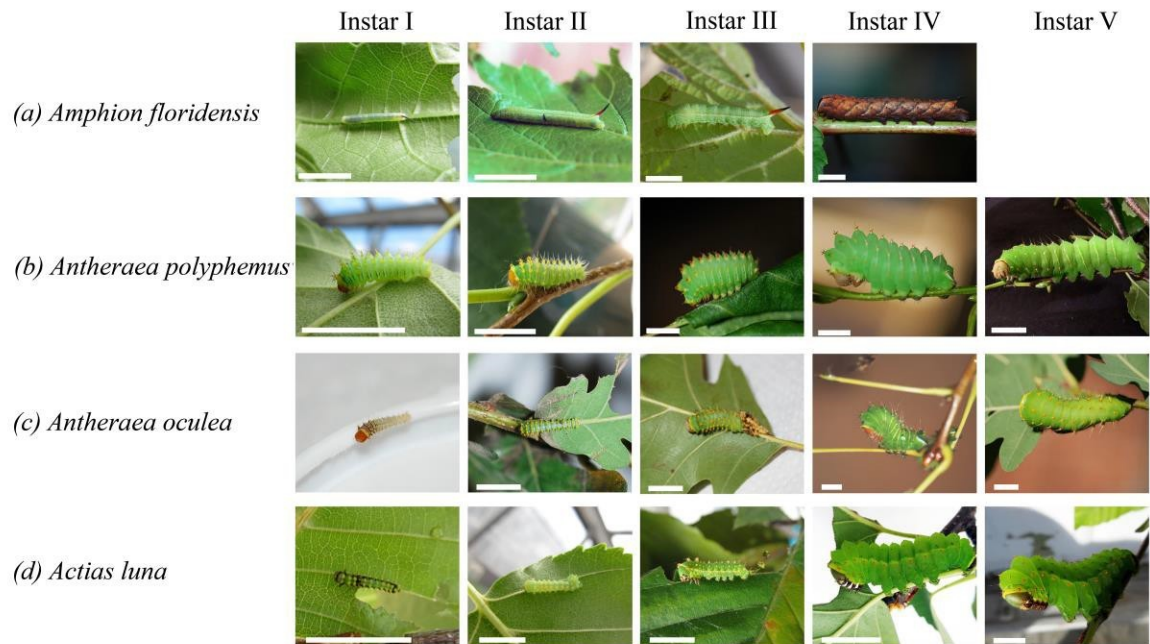 Instar I
Instar II
Instar III
Instar IV
Instar V
(a) Amphion floridensis
(b) Antheraea polyphemus
(c) Antheraea oculea
(d) Actias luna